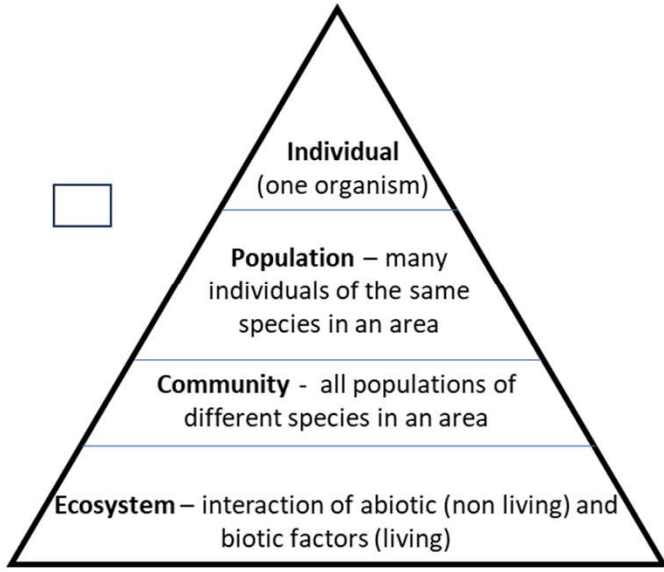 Individual
(one organism)
Population – many
individuals of the same
species in an area
Community - all populations of
different species in an area
Ecosystem – interaction of abiotic (non living) and
biotic factors (living)